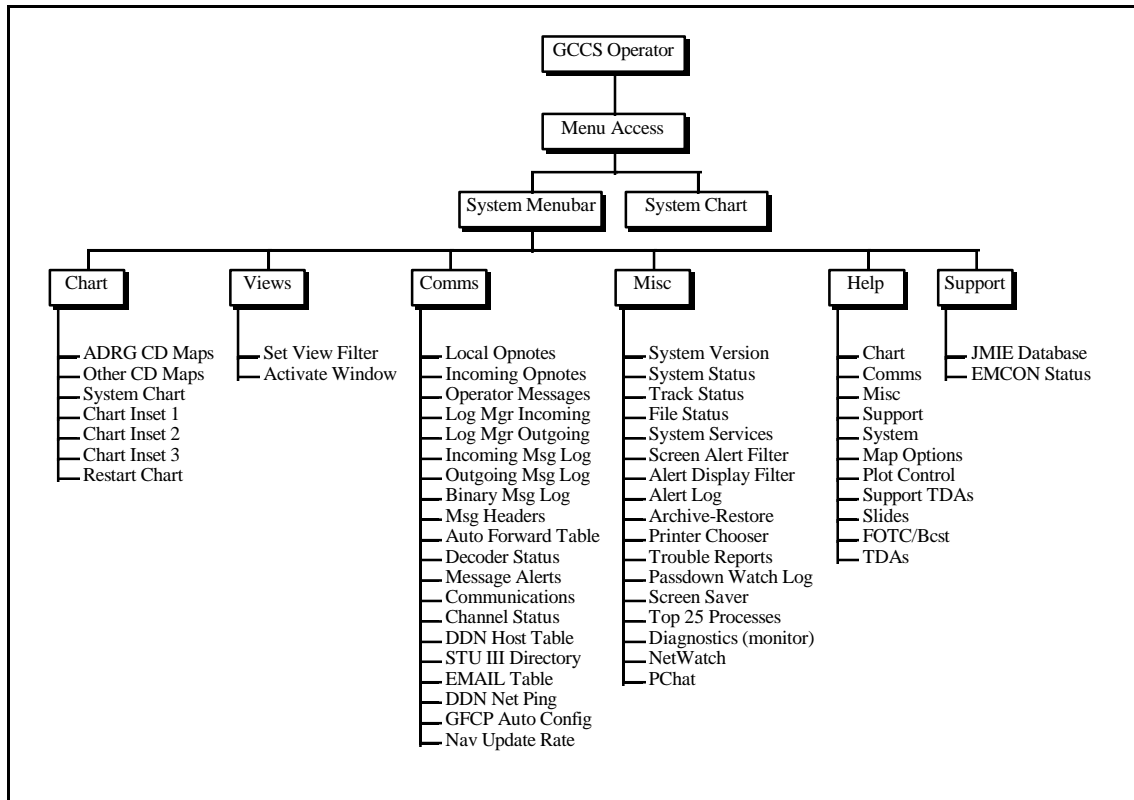 GCCS Operator
Menu Access
System Menubar
System Chart
Chart
ADRG CD Maps
Other CD Maps
System Chart
Chart Inset 1
Chart Inset 2
Chart Inset 3
Restart Chart
Views
Set View Filter
Activate Window
Comms
Local Opnotes
Incoming Opnotes
Operator Messages
Log Mgr Incoming
Log Mgr Outgoing
Incoming Msg Log
Outgoing Msg Log
Binary Msg Log
Msg Headers
Auto Forward Table
Decoder Status
Message Alerts
Communications
Channel Status
DDN Host Table
STU III Directory
EMAIL Table
DDN Net Ping
GFCP Auto Config
Nav Update Rate
Misc
System Version
System Status
Track Status
File Status
System Services
Screen Alert Filter
Alert Display Filter
Alert Log
Archive-Restore
Printer Chooser
Trouble Reports
Passdown Watch Log
Screen Saver
Top 25 Processes
Diagnostics (monitor)
NetWatch
PChat
Help
Chart
Comms
Misc
Support
System
Map Options
Plot Control
Support TDAs
Slides
FOTC/Bcst
TDAs
Support
JMIE Database
EMCON Status